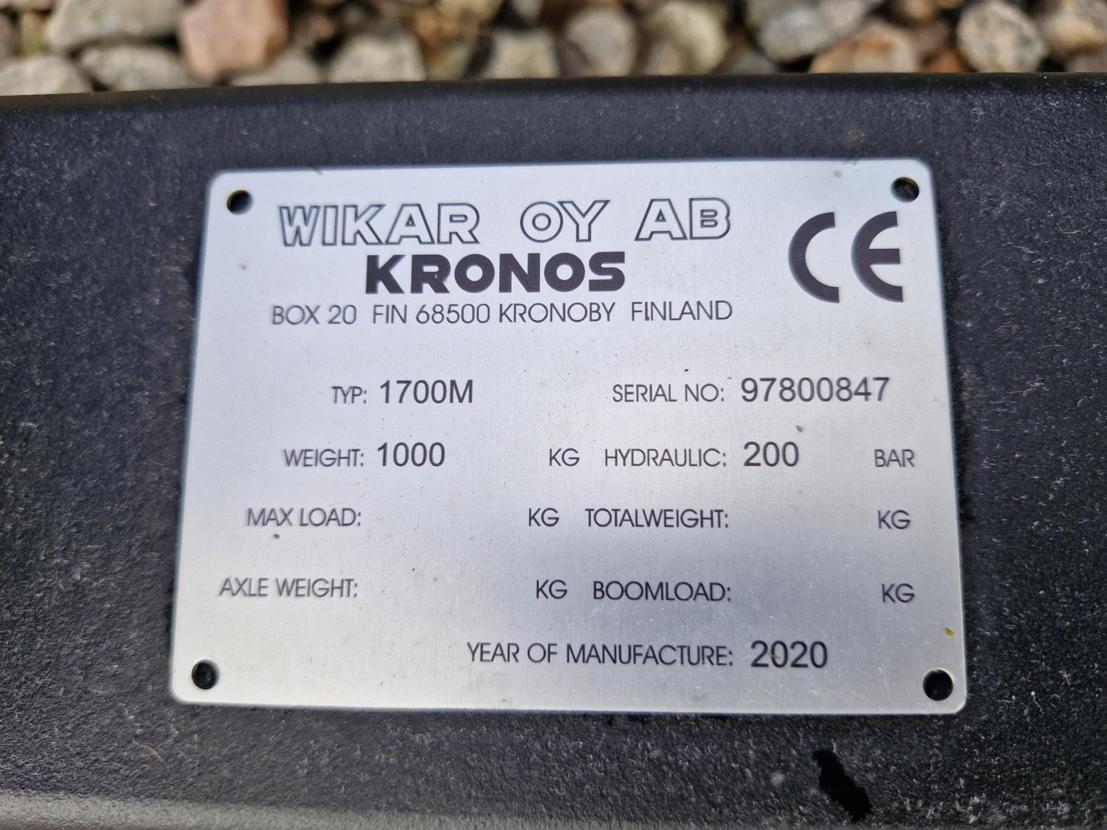 WIKAR OY AB
KRONOS
CE
BOX 20 FIN 68500 KRONOBY FINLAND
TYP: 1700M SERIAL NO: 97800847
WEIGHT: 1000 KG HYDRAULIC: 200 BAR
MAX LOAD: KG TOTALWEIGHT: KG
AXLE WEIGHT: KG BOOMLOAD: KG
YEAR OF MANUFACTURE: 2020